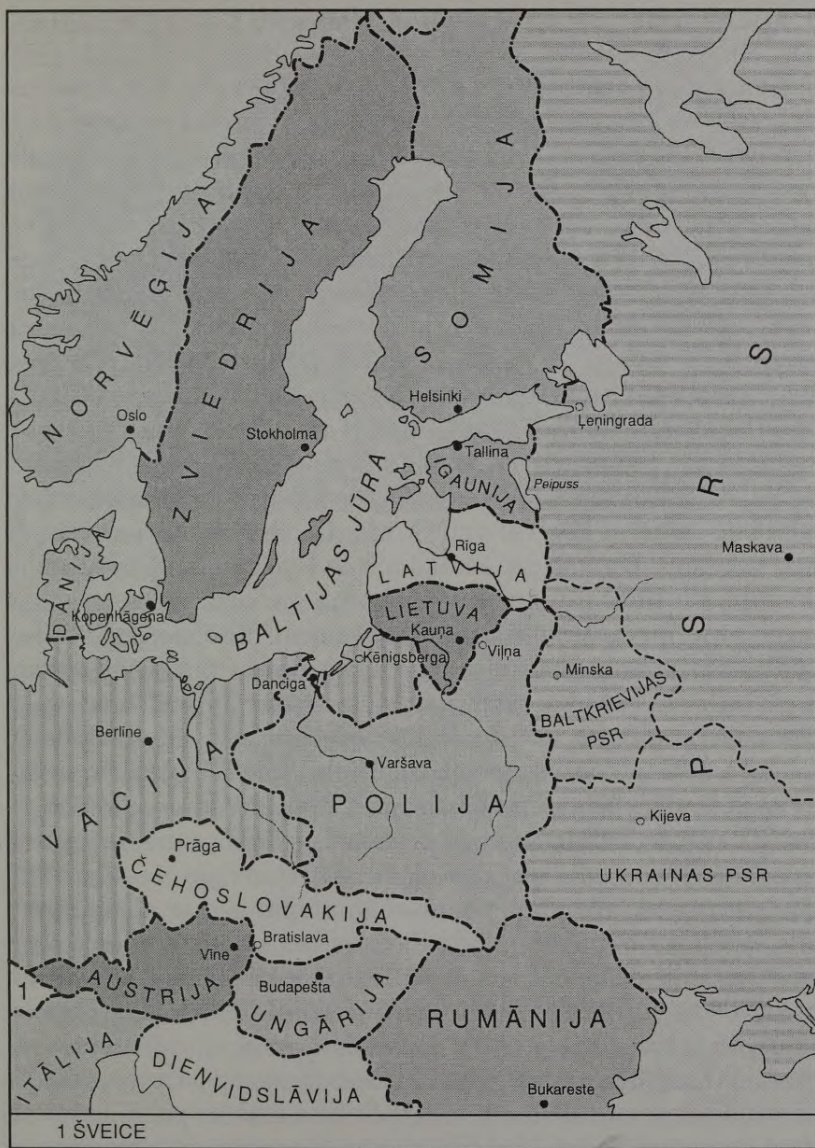 NORVĒĢIJA
ZVIEDRIJA
SOMIJA
Oslo
Stokholma
Helsinki
Ļeņingrada
Tallina
IGAUNIJA
Peipuss
PSRS
Maskava
DĀNIJA
Kopenhāgena
BALTIJAS JŪRA
Rīga
LATVIJA
LIETUVA
Kauņa
Viļņa
Kēnigsberga
Danciga
Minska
BALTKRIEVIJAS
PSR
Berlīne
VĀCIJA
Varšava
POLIJA
Kijeva
UKRAINAS PSR
Prāga
ČEHOSLOVAKIJA
Bratislava
Vīne
AUSTRIJA
1
Budapešta
UNGĀRIJA
RUMĀNIJA
ITĀLIJA
DIENVIDSLĀVIJA
Bukareste
1 ŠVEICE